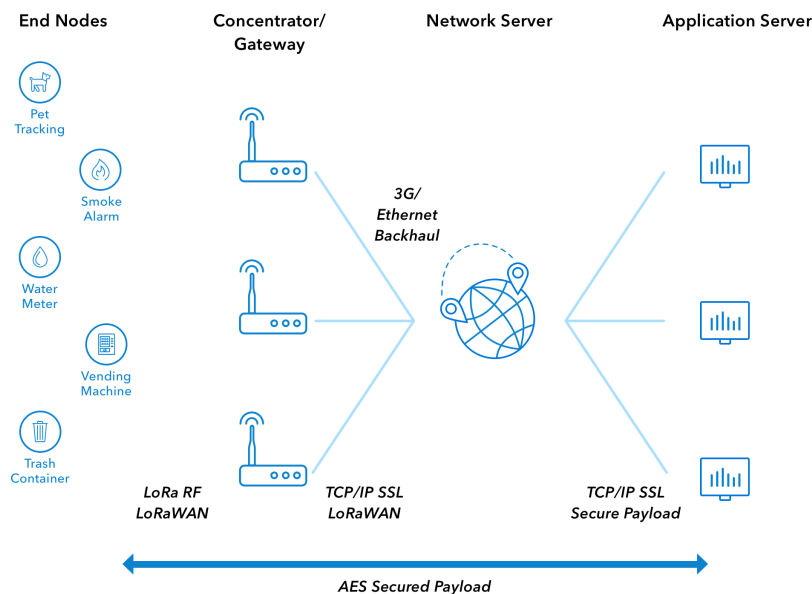 End Nodes
Concentrator/
Gateway
Network Server
Application Server
Pet
Tracking
Smoke
Alarm
Water
Meter
Vending
Machine
Trash
Container
3G/
Ethernet
Backhaul
LoRa RF
LoRaWAN
TCP/IP SSL
LoRaWAN
TCP/IP SSL
Secure Payload
AES Secured Payload